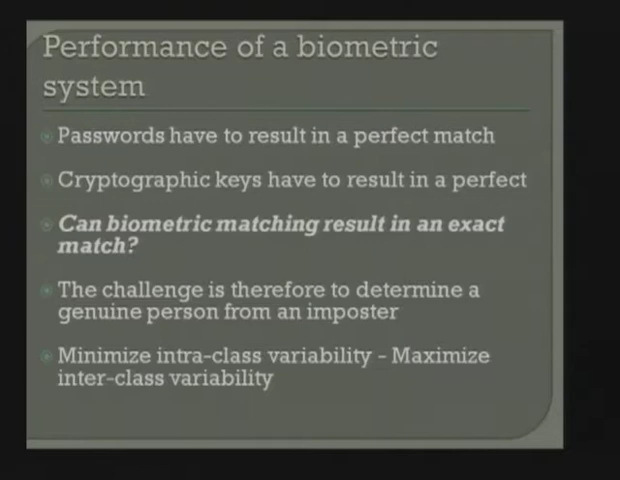 Performance of a biometric
system
Passwords have to result in a perfect match
Cryptographic keys have to result in a perfect
Can biometric matching result in an exact
match?
The challenge is therefore to determine a
genuine person from an imposter
Minimize intra-class variability - Maximize
inter-class variability